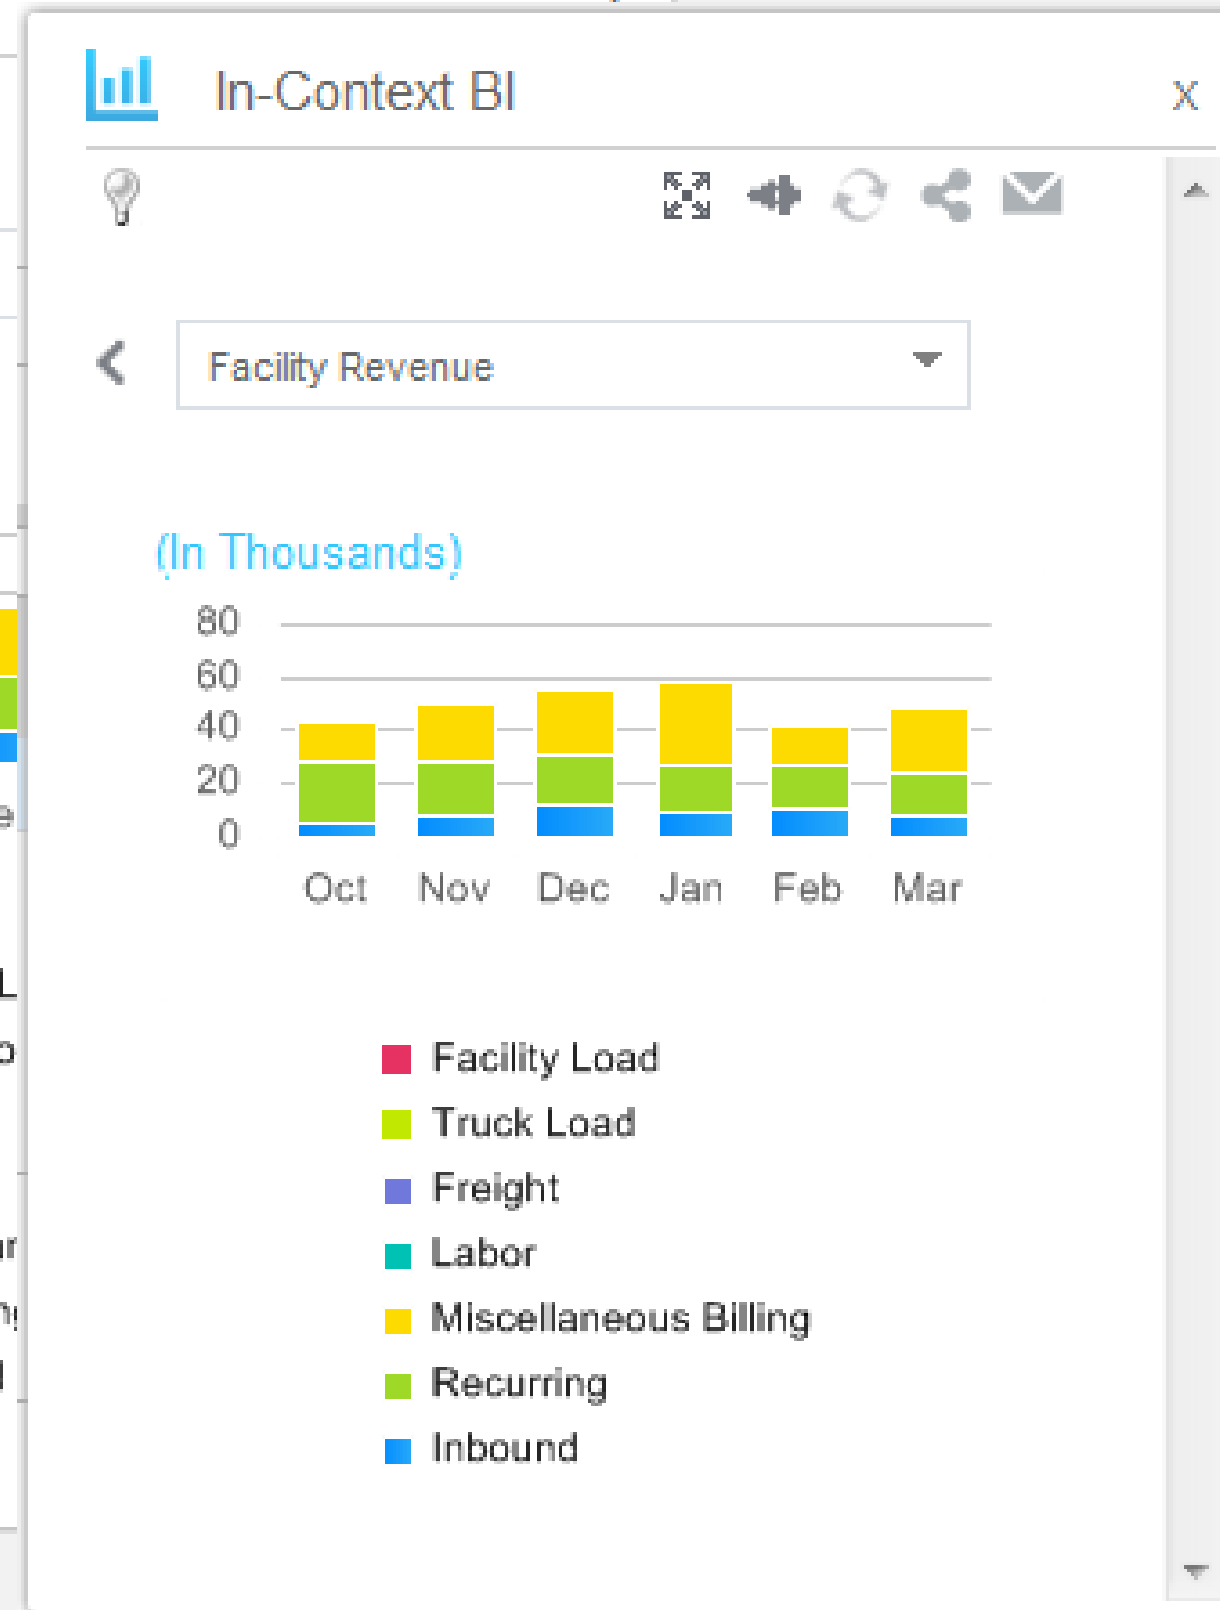 In-Context BI
x
Facility Revenue
(In Thousands)
80
60
40
20
0
Oct Nov Dec Jan Feb Mar
Facility Load
Truck Load
Freight
Labor
Miscellaneous Billing
Recurring
Inbound